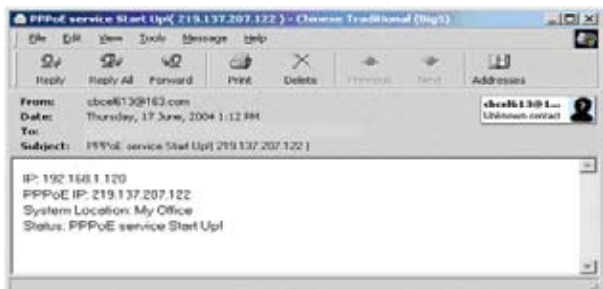 PPPoE service Start Up!( 219.137.207.122 ) - Chinese Traditional (Big5)
File Edit View Tools Message Help
Reply Reply All Forward Print Delete Previous Next Addresses
From: cbcel613@163.com
Date: Thursday, 17 June, 2004 1:12 PM
To:
Subject: PPPoE service Start Up!( 219.137.207.122 )
cbcel613@1...
Unknown contact
IP: 192.168.1.120
PPPoE IP: 219.137.207.122
System Location: My Office
Status: PPPoE service Start Up!